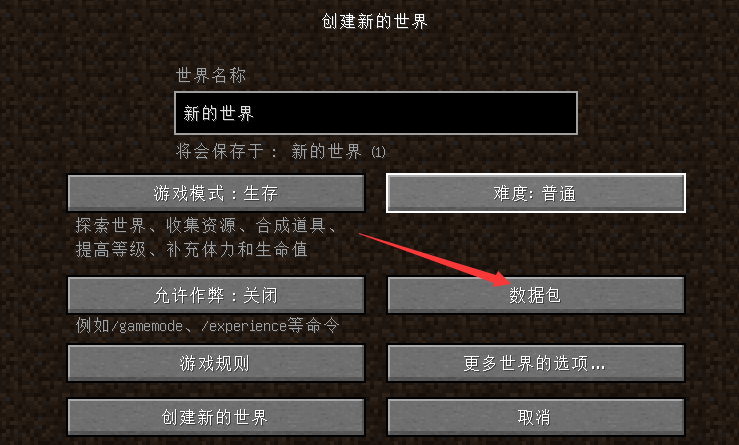 创建新的世界
世界名称
新的世界
将会保存于： 新的世界 (1)
游戏模式：生存
难度: 普通
探索世界、收集资源、合成道具、
提高等级、补充体力和生命值
允许作弊：关闭
数据包
例如/gamemode、/experience等命令
游戏规则
更多世界的选项...
创建新的世界
取消